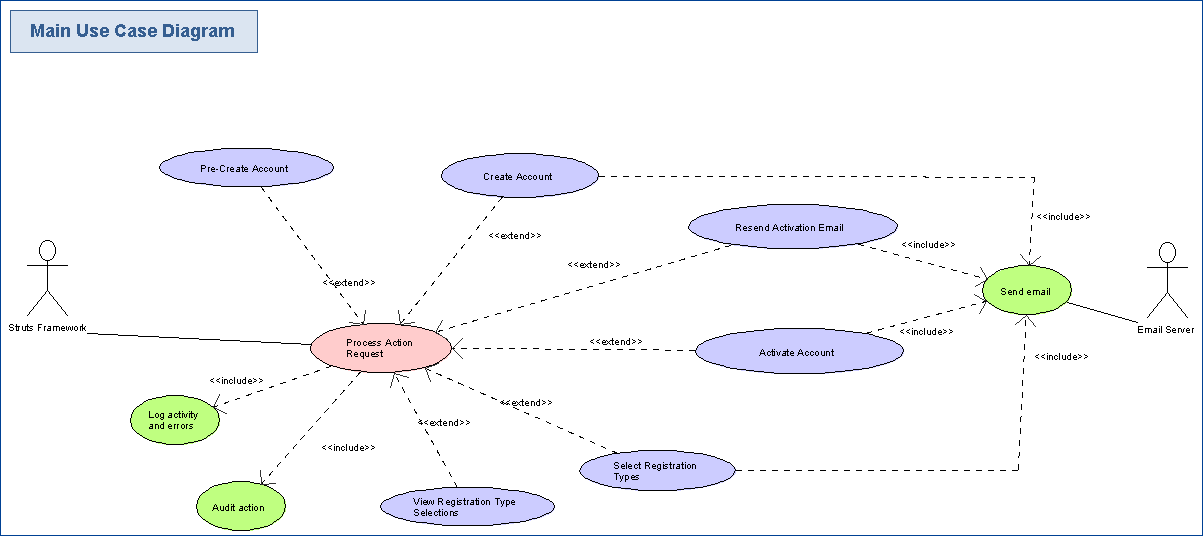 Main Use Case Diagram
Pre-Create Account
Create Account
<<include>>
Resend Activation Email
<<extend>>
<<include>>
<<extend>>
<<extend>>
Send email
Struts Framework
Email Server
Process Action
Request
<<extend>>
<<include>>
Activate Account
<<include>>
<<include>>
<<extend>>
Log activity
and errors
<<extend>>
<<include>>
Select Registration
Types
View Registration Type
Selections
Audit action